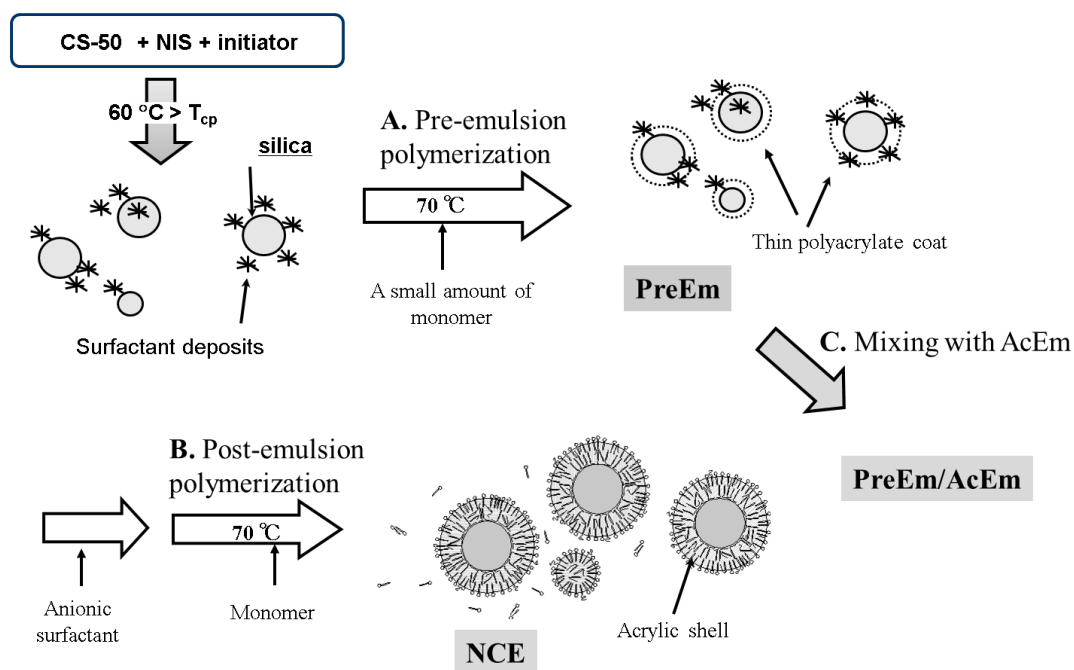 CS-50 + NIS + initiator
60 °C > Tcp
silica
Surfactant deposits
A. Pre-emulsion
polymerization
70 ℃
A small amount of
monomer
Thin polyacrylate coat
PreEm
C. Mixing with AcEm
PreEm/AcEm
Anionic
surfactant
B. Post-emulsion
polymerization
70 ℃
Monomer
Acrylic shell
NCE